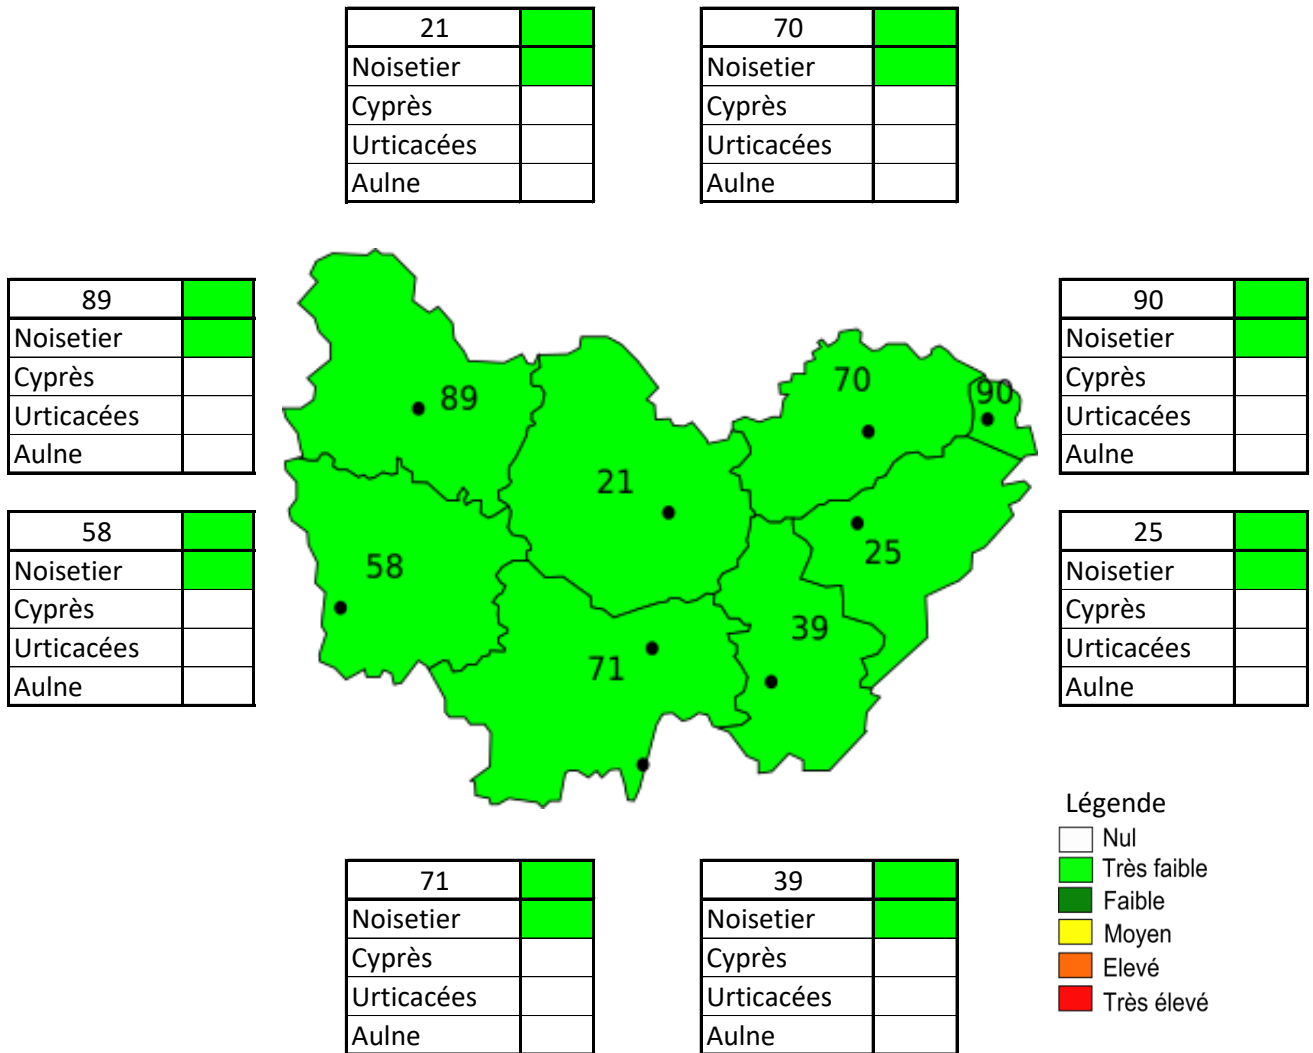 21
Noisetier
Cyprès
Urticacées
Aulne
70
Noisetier
Cyprès
Urticacées
Aulne
89
Noisetier
Cyprès
Urticacées
Aulne
58
Noisetier
Cyprès
Urticacées
Aulne
89
70
90
21
58
25
39
71
90
Noisetier
Cyprès
Urticacées
Aulne
25
Noisetier
Cyprès
Urticacées
Aulne
Légende
Nul
Très faible
Faible
Moyen
Elevé
Très élevé
71
Noisetier
Cyprès
Urticacées
Aulne
39
Noisetier
Cyprès
Urticacées
Aulne